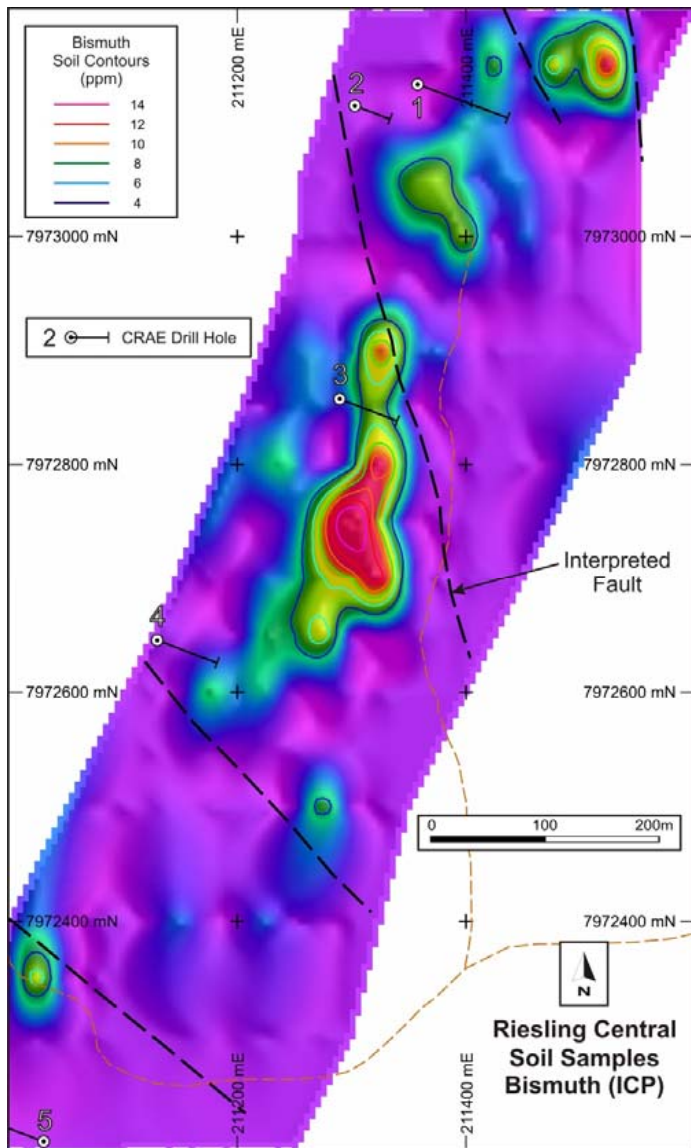 Bismuth
Soil Contours
(ppm)
14
12
10
8
6
4
211200 mE
211400 mE
2
1
7973000 mN
7973000 mN
2 CRAE Drill Hole
3
7972800 mN
7972800 mN
Interpreted
Fault
4
7972600 mN
7972600 mN
0 100 200m
7972400 mN
7972400 mN
N
Riesling Central
Soil Samples
Bismuth (ICP)
211200 mE
211400 mE
5